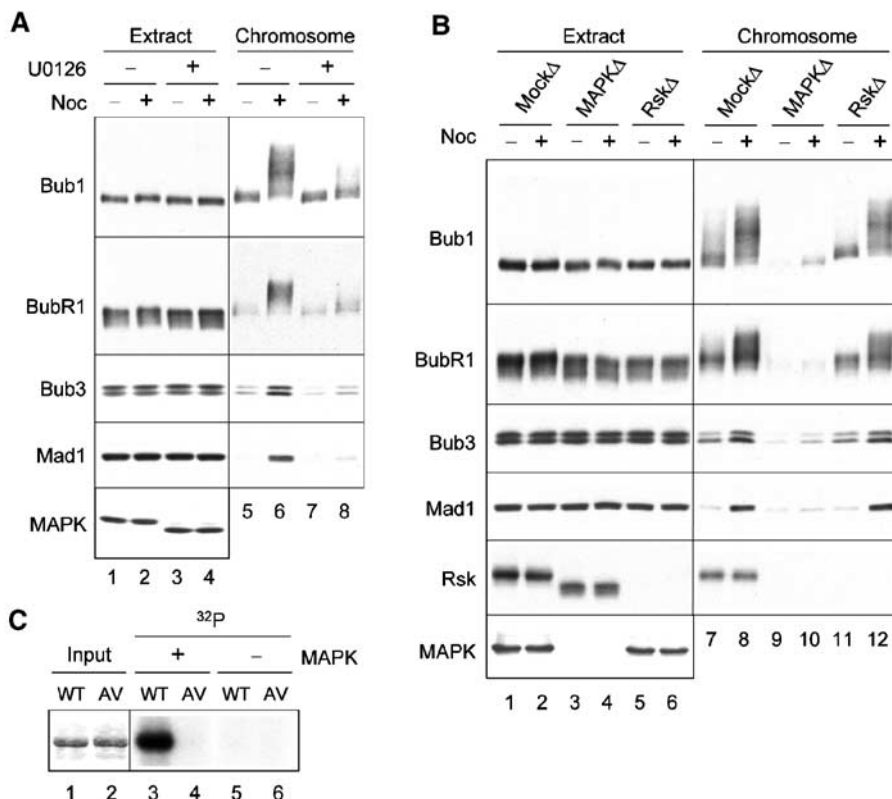 A
Extract Chromosome
U0126 – + – +
Noc – + – + – + – +
Bub1
BubR1
Bub3
Mad1
5 6 7 8
MAPK
1 2 3 4
B
Extract Chromosome
MockΔ MAPKΔ RskΔ MockΔ MAPKΔ RskΔ
Noc – + – + – + – + – + – +
Bub1
BubR1
Bub3
Mad1
Rsk
7 8 9 10 11 12
MAPK
1 2 3 4 5 6
C
32P
Input + – MAPK
WT AV WT AV WT AV
1 2 3 4 5 6